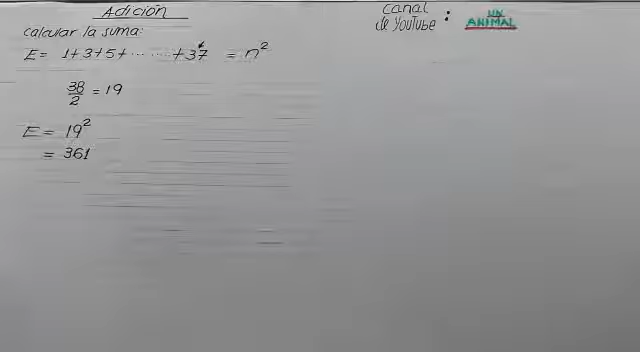 Adición
calcular la suma:
E = 1+3+5+ ........ +37 = n²
38/2 = 19
E = 19²
= 361
canal
de YouTube :
UN
ANIMAL